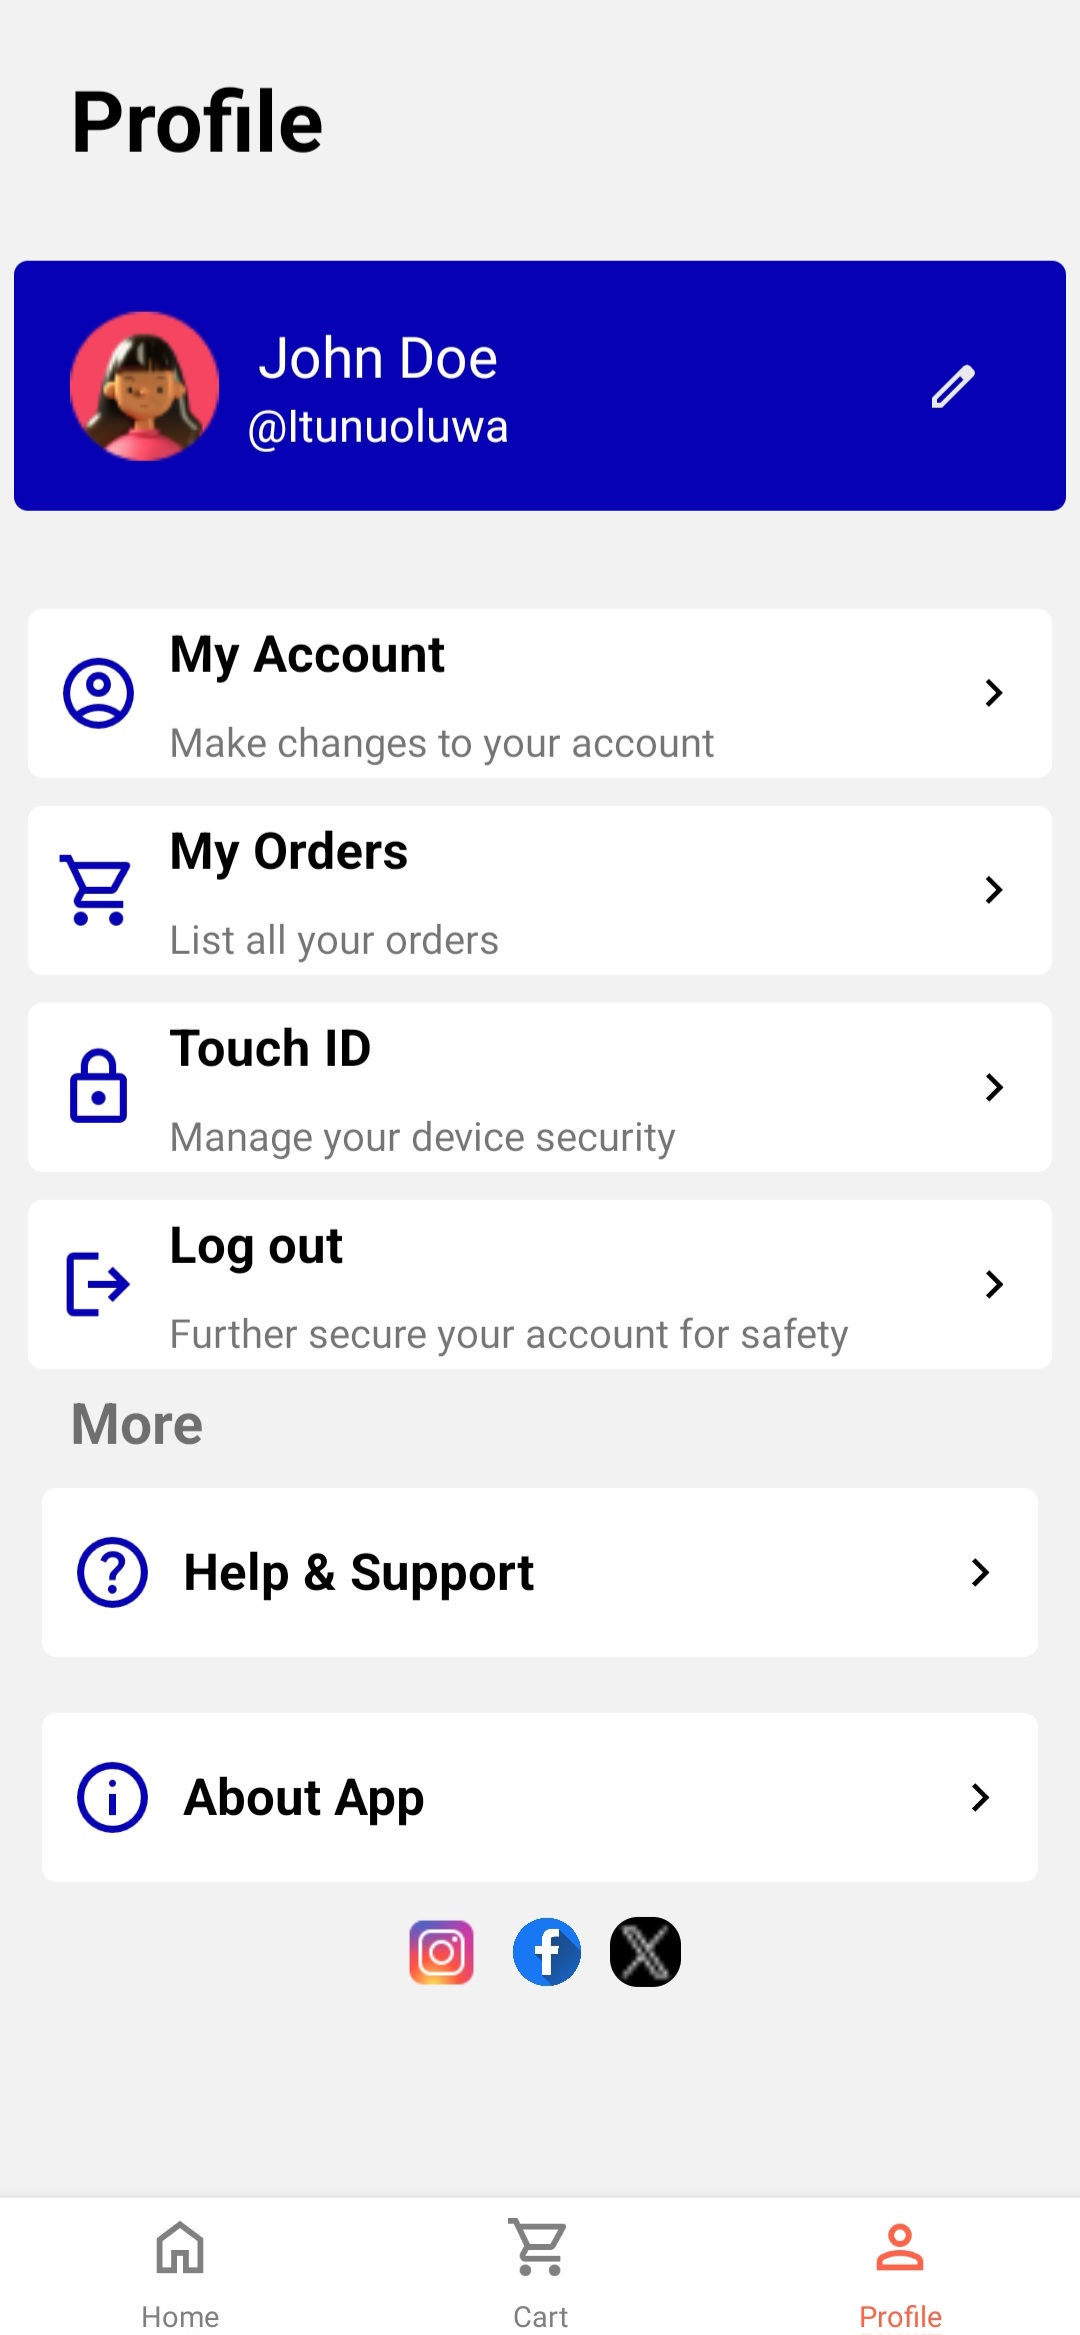 Profile
John Doe
@Itunuoluwa
My Account
Make changes to your account
My Orders
List all your orders
Touch ID
Manage your device security
Log out
Further secure your account for safety
More
Help & Support
About App
Home
Cart
Profile